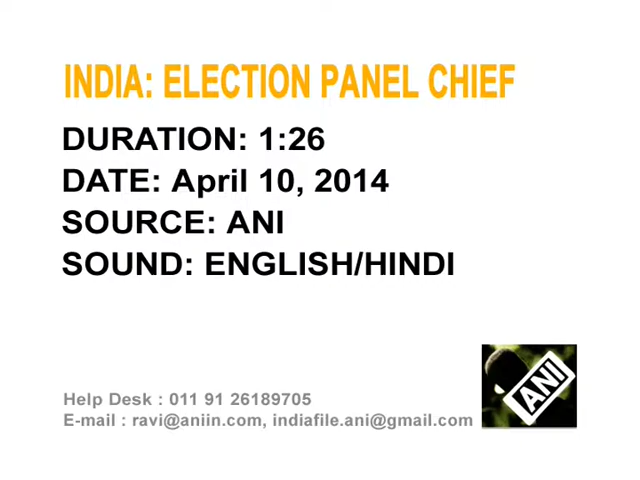 INDIA: ELECTION PANEL CHIEF
DURATION: 1:26
DATE: April 10, 2014
SOURCE: ANI
SOUND: ENGLISH/HINDI
ANI
Help Desk : 011 91 26189705
E-mail : ravi@aniin.com, indiafile.ani@gmail.com